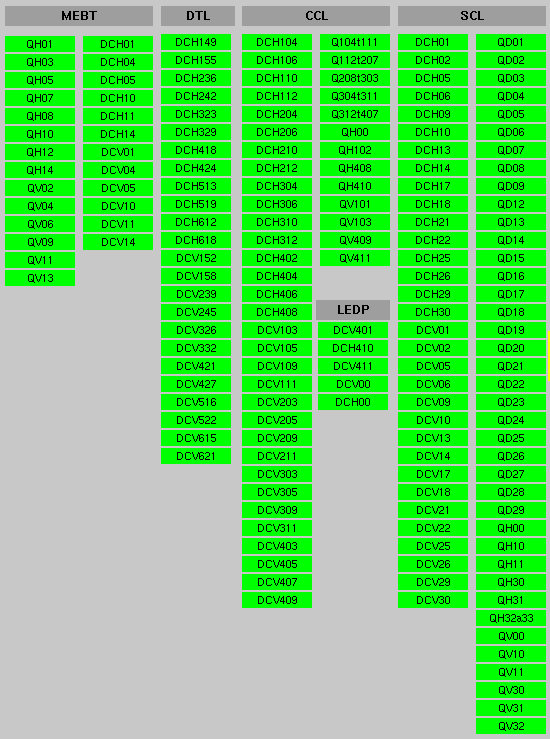 MEBT
QH01
QH03
QH05
QH07
QH08
QH10
QH12
QH14
QV02
QV04
QV06
QV09
QV11
QV13
DCH01
DCH04
DCH05
DCH10
DCH11
DCH14
DCV01
DCV04
DCV05
DCV10
DCV11
DCV14
DTL
DCH149
DCH155
DCH236
DCH242
DCH323
DCH329
DCH418
DCH424
DCH513
DCH519
DCH612
DCH618
DCV152
DCV158
DCV239
DCV245
DCV326
DCV332
DCV421
DCV427
DCV516
DCV522
DCV615
DCV621
CCL
DCH104
DCH106
DCH110
DCH112
DCH204
DCH206
DCH210
DCH212
DCH304
DCH306
DCH310
DCH312
DCH402
DCH404
DCH406
DCH408
DCV103
DCV105
DCV109
DCV111
DCV203
DCV205
DCV209
DCV211
DCV303
DCV305
DCV309
DCV311
DCV403
DCV405
DCV407
DCV409
Q104t111
Q112t207
Q208t303
Q304t311
Q312t407
QH00
QH102
QH408
QH410
QV101
QV103
QV409
QV411
LEDP
DCV401
DCH410
DCV411
DCV00
DCH00
SCL
DCH01
DCH02
DCH05
DCH06
DCH09
DCH10
DCH13
DCH14
DCH17
DCH18
DCH21
DCH22
DCH25
DCH26
DCH29
DCH30
DCV01
DCV02
DCV05
DCV06
DCV09
DCV10
DCV13
DCV14
DCV17
DCV18
DCV21
DCV22
DCV25
DCV26
DCV29
DCV30
QD01
QD02
QD03
QD04
QD05
QD06
QD07
QD08
QD09
QD12
QD13
QD14
QD15
QD16
QD17
QD18
QD19
QD20
QD21
QD22
QD23
QD24
QD25
QD26
QD27
QD28
QD29
QH00
QH10
QH11
QH30
QH31
QH32a33
QV00
QV10
QV11
QV30
QV31
QV32